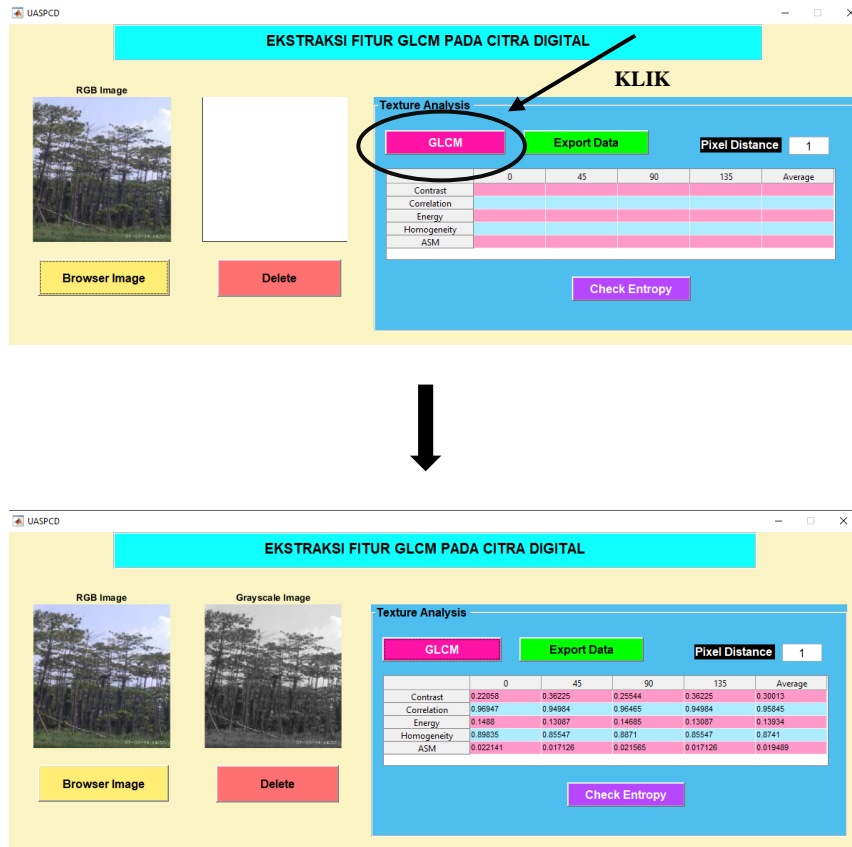 UASPCD
EKSTRAKSI FITUR GLCM PADA CITRA DIGITAL
KLIK
RGB Image
Texture Analysis
GLCM Export Data Pixel Distance 1
0 45 90 135 Average
Contrast
Correlation
Energy
Homogeneity
ASM
Browser Image Delete
Check Entropy
UASPCD
EKSTRAKSI FITUR GLCM PADA CITRA DIGITAL
RGB Image Grayscale Image
Texture Analysis
GLCM Export Data Pixel Distance 1
0 45 90 135 Average
Contrast 0.22058 0.36225 0.25544 0.36225 0.30013
Correlation 0.96947 0.94984 0.96465 0.94984 0.95845
Energy 0.1488 0.13087 0.14685 0.13087 0.13934
Homogeneity 0.89835 0.85547 0.8871 0.85547 0.8741
ASM 0.022141 0.017126 0.021565 0.017126 0.019489
Browser Image Delete
Check Entropy